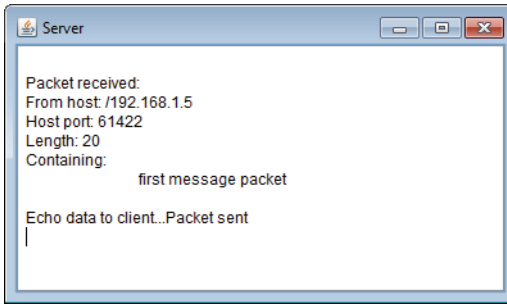 Server
Packet received:
From host: /192.168.1.5
Host port: 61422
Length: 20
Containing:
first message packet
Echo data to client...Packet sent